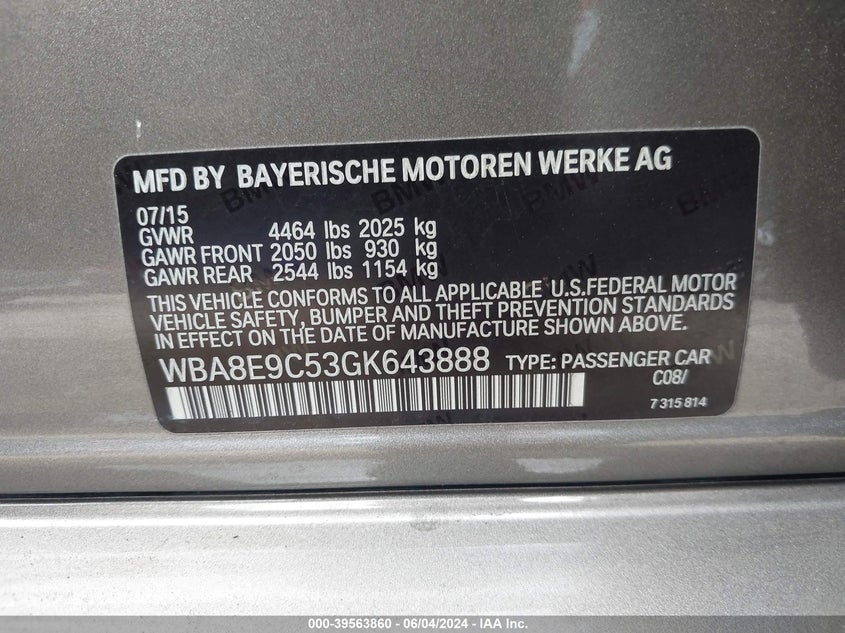 MFD BY BAYERISCHE MOTOREN WERKE AG
07/15
GVWR 4464 lbs 2025 kg
GAWR FRONT 2050 lbs 930 kg
GAWR REAR 2544 lbs 1154 kg
THIS VEHICLE CONFORMS TO ALL APPLICABLE U.S.FEDERAL MOTOR
VEHICLE SAFETY, BUMPER AND THEFT PREVENTION STANDARDS
IN EFFECT ON THE DATE OF MANUFACTURE SHOWN ABOVE.
WBA8E9C53GK643888 TYPE: PASSENGER CAR
C08/
7 315 814
000-39563860 - 06/04/2024 - IAA Inc.